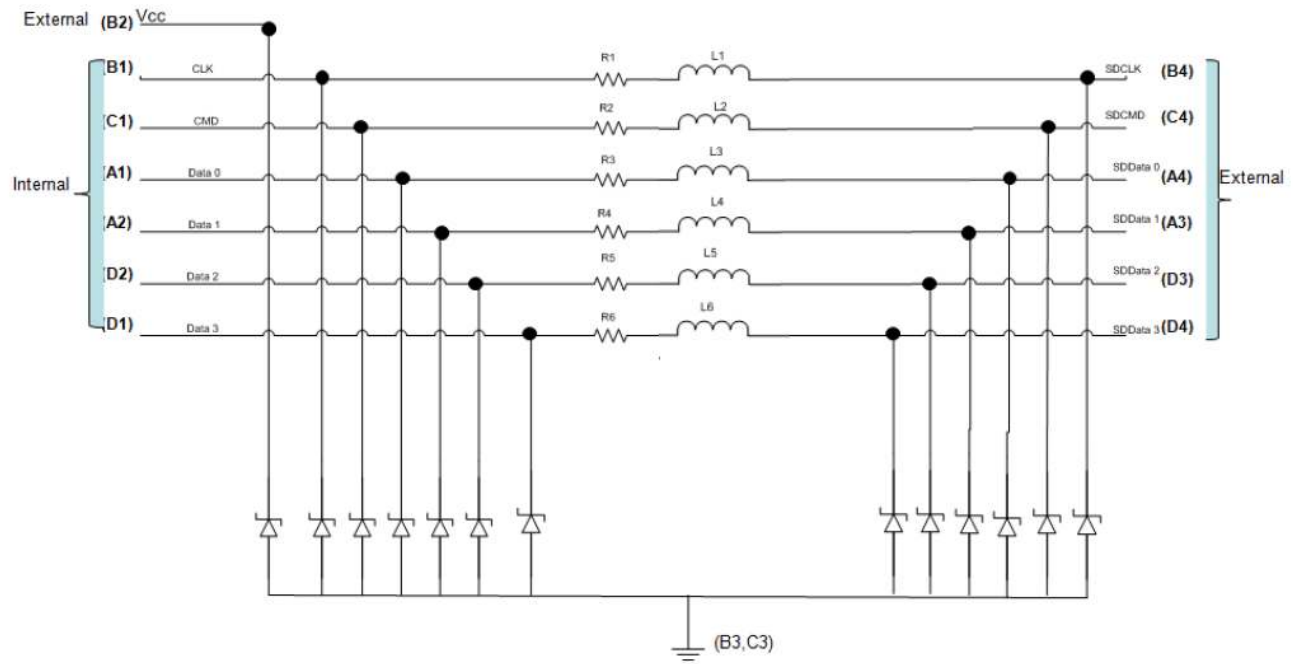 External (B2) Vcc
(B1) CLK R1 L1 SDCLK (B4)
(C1) CMD R2 L2 SDCMD (C4)
(A1) Data 0 R3 L3 SDData 0 (A4)
Internal External
(A2) Data 1 R4 L4 SDData 1 (A3)
(D2) Data 2 R5 L5 SDData 2 (D3)
(D1) Data 3 R6 L6 SDData 3 (D4)
(B3,C3)